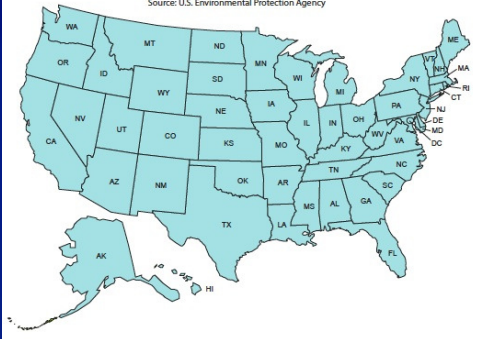 Source: U.S. Environmental Protection Agency
WA
MT
ND
MN
ME
VT
NH
MA
OR
ID
SD
WI
MI
NY
RI
CT
WY
IA
PA
NJ
NV
NE
IL
IN
OH
DE
MD
DC
UT
CO
KS
MO
WV
VA
KY
CA
AZ
NM
OK
AR
TN
NC
SC
TX
MS
AL
GA
LA
FL
AK
HI